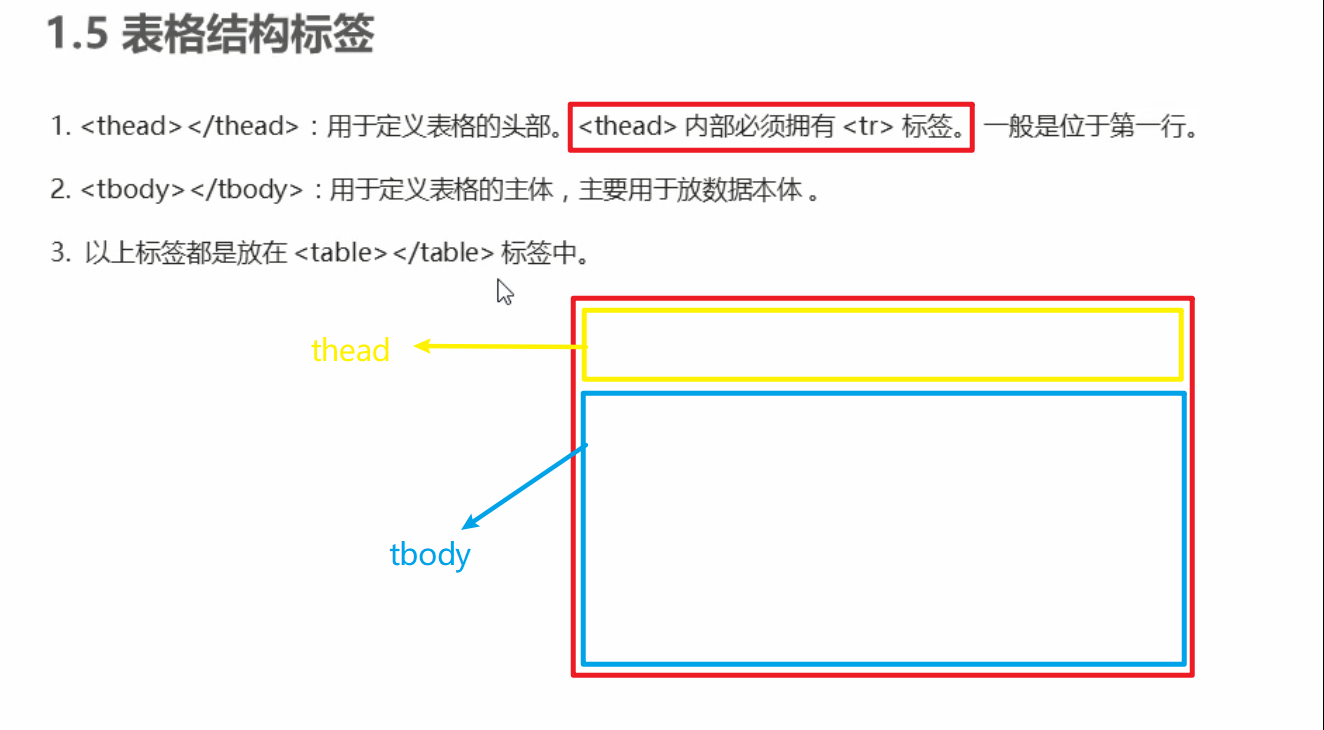 1.5 表格结构标签
1. <thead></thead>：用于定义表格的头部。<thead> 内部必须拥有 <tr> 标签。 一般是位于第一行。
2. <tbody></tbody>：用于定义表格的主体，主要用于放数据本体 。
3. 以上标签都是放在 <table></table> 标签中。
thead
tbody